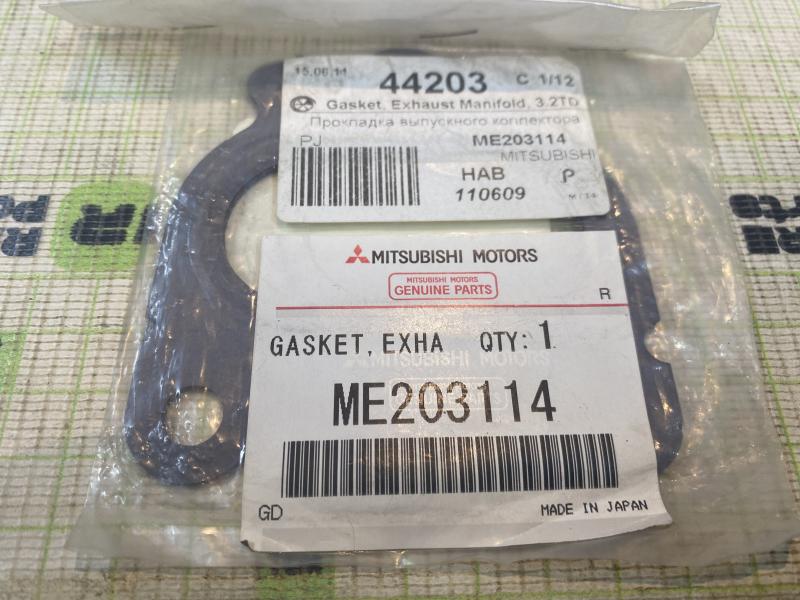 15.06.11 44203 C 1/12
Gasket, Exhaust Manifold, 3.2TD
Прокладка выпускного коллектора
PJ ME203114
MITSUBISHI
HAB P
110609 M/14
MITSUBISHI MOTORS
MITSUBISHI MOTORS
GENUINE PARTS
R
GASKET, EXHA QTY: 1
ME203114
GD MADE IN JAPAN